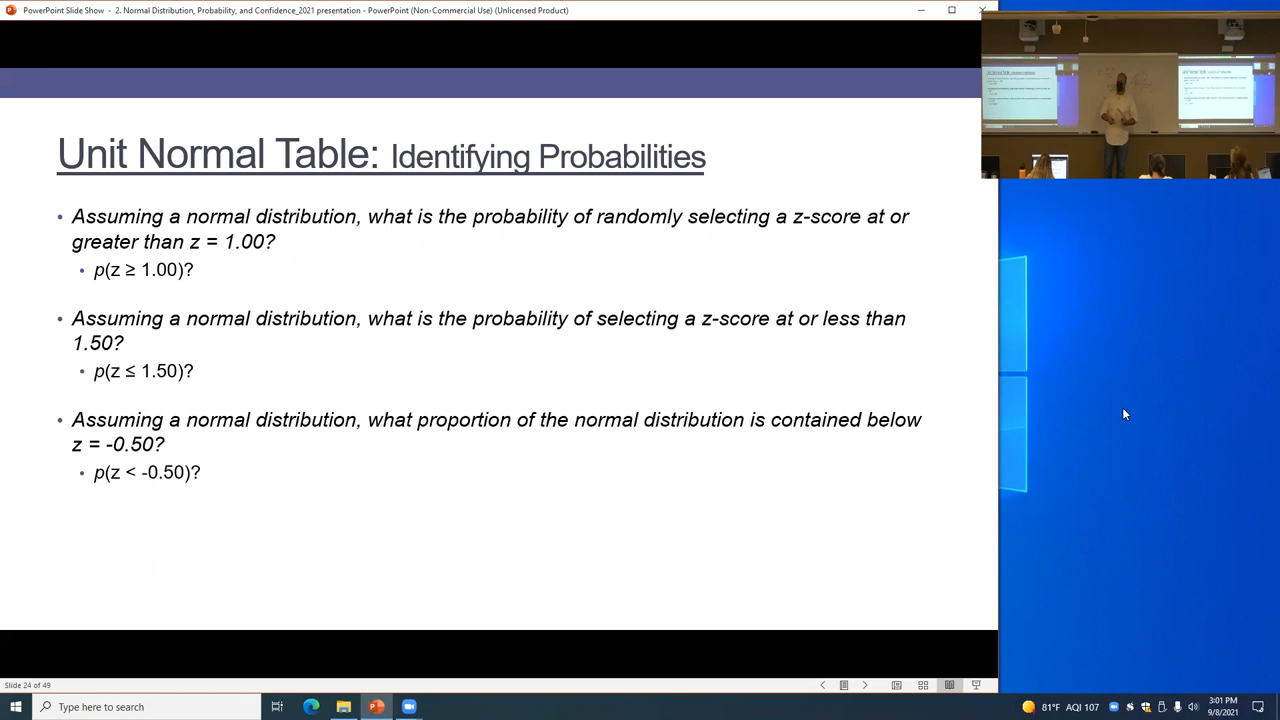 PowerPoint Slide Show - 2. Normal Distribution, Probability, and Confidence_2021 presentation - PowerPoint (Non-Commercial Use) (Unlicensed Product)
Unit Normal Table: Identifying Probabilities
• Assuming a normal distribution, what is the probability of randomly selecting a z-score at or
greater than z = 1.00?
• p(z ≥ 1.00)?
• Assuming a normal distribution, what is the probability of selecting a z-score at or less than
1.50?
• p(z ≤ 1.50)?
• Assuming a normal distribution, what proportion of the normal distribution is contained below
z = -0.50?
• p(z < -0.50)?
Slide 24 of 49
Type here to search
81°F AQI 107
3:01 PM
9/8/2021